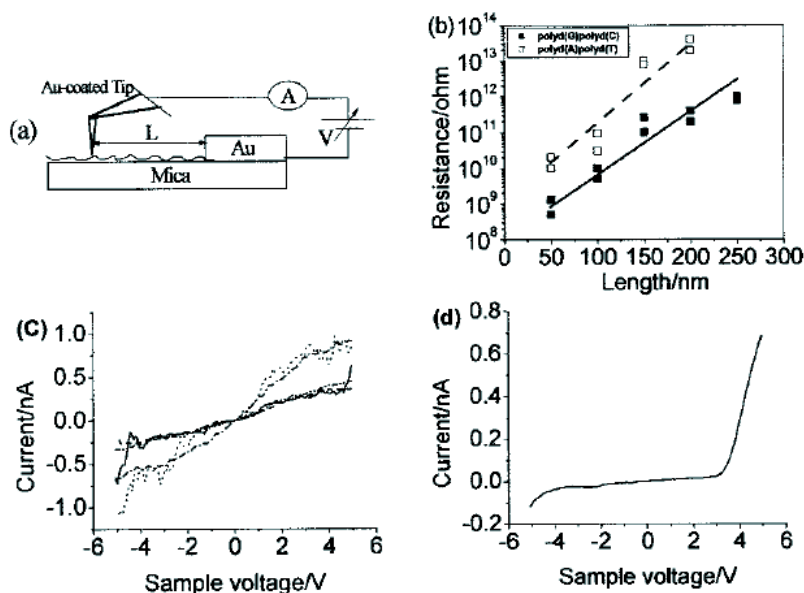 (a)
Au-coated Tip
A
L
V
Au
Mica
(b)
polyd(G)polyd(C)
polyd(A)polyd(T)
Resistance/ohm
10^14
10^13
10^12
10^11
10^10
10^9
10^8
0 50 100 150 200 250 300
Length/nm
(C)
Current/nA
1.0
0.5
0.0
-0.5
-1.0
-6 -4 -2 0 2 4 6
Sample voltage/V
(d)
Current/nA
0.8
0.6
0.4
0.2
0.0
-0.2
-6 -4 -2 0 2 4 6
Sample voltage/V